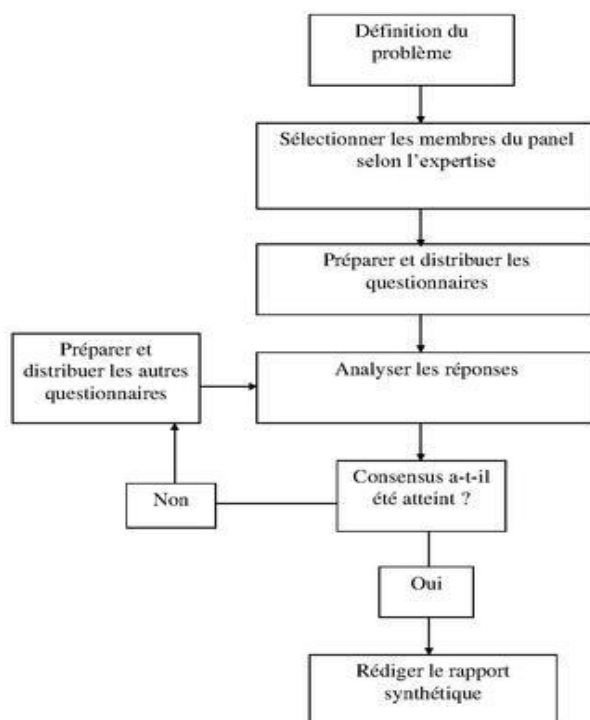 Définition du
problème
Sélectionner les membres du panel
selon l'expertise
Préparer et distribuer les
questionnaires
Préparer et
distribuer les autres
questionnaires
Analyser les réponses
Consensus a-t-il
été atteint ?
Non
Oui
Rédiger le rapport
synthétique